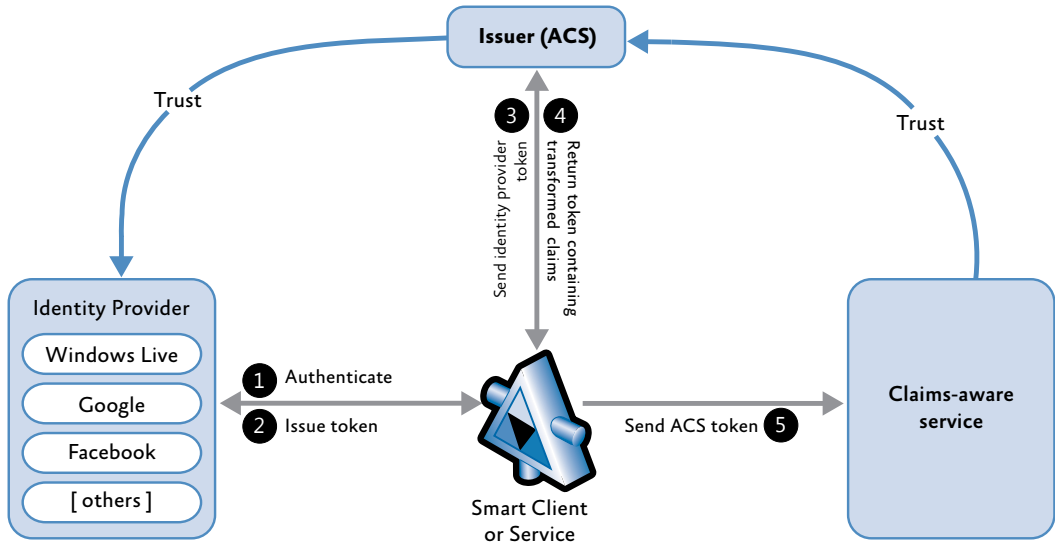 Issuer (ACS)
Trust
Trust
3
Send identity provider
token
4
Return token containing
transformed claims
Identity Provider
Windows Live
Google
Facebook
[ others ]
1 Authenticate
2 Issue token
Send ACS token 5
Claims-aware
service
Smart Client
or Service